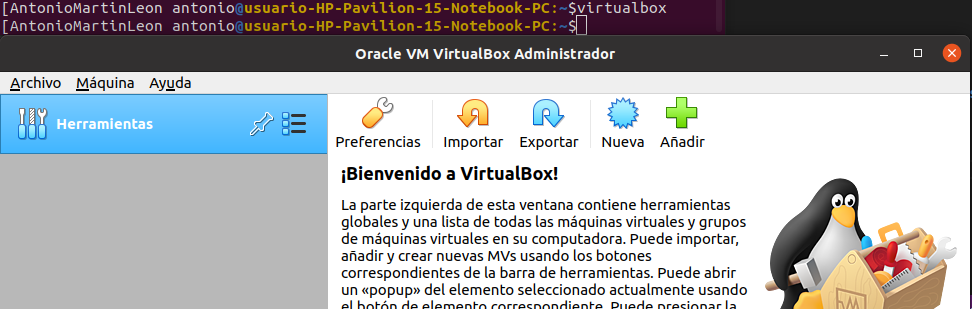 [AntonioMartinLeon antonio@usuario-HP-Pavilion-15-Notebook-PC:~$virtualbox
[AntonioMartinLeon antonio@usuario-HP-Pavilion-15-Notebook-PC:~$
Oracle VM VirtualBox Administrador
Archivo Máquina Ayuda
Herramientas
Preferencias Importar Exportar Nueva Añadir
¡Bienvenido a VirtualBox!
La parte izquierda de esta ventana contiene herramientas
globales y una lista de todas las máquinas virtuales y grupos
de máquinas virtuales en su computadora. Puede importar,
añadir y crear nuevas MVs usando los botones
correspondientes de la barra de herramientas. Puede abrir
un «popup» del elemento seleccionado actualmente usando
el botón de elemento correspondiente. Puede presionar la